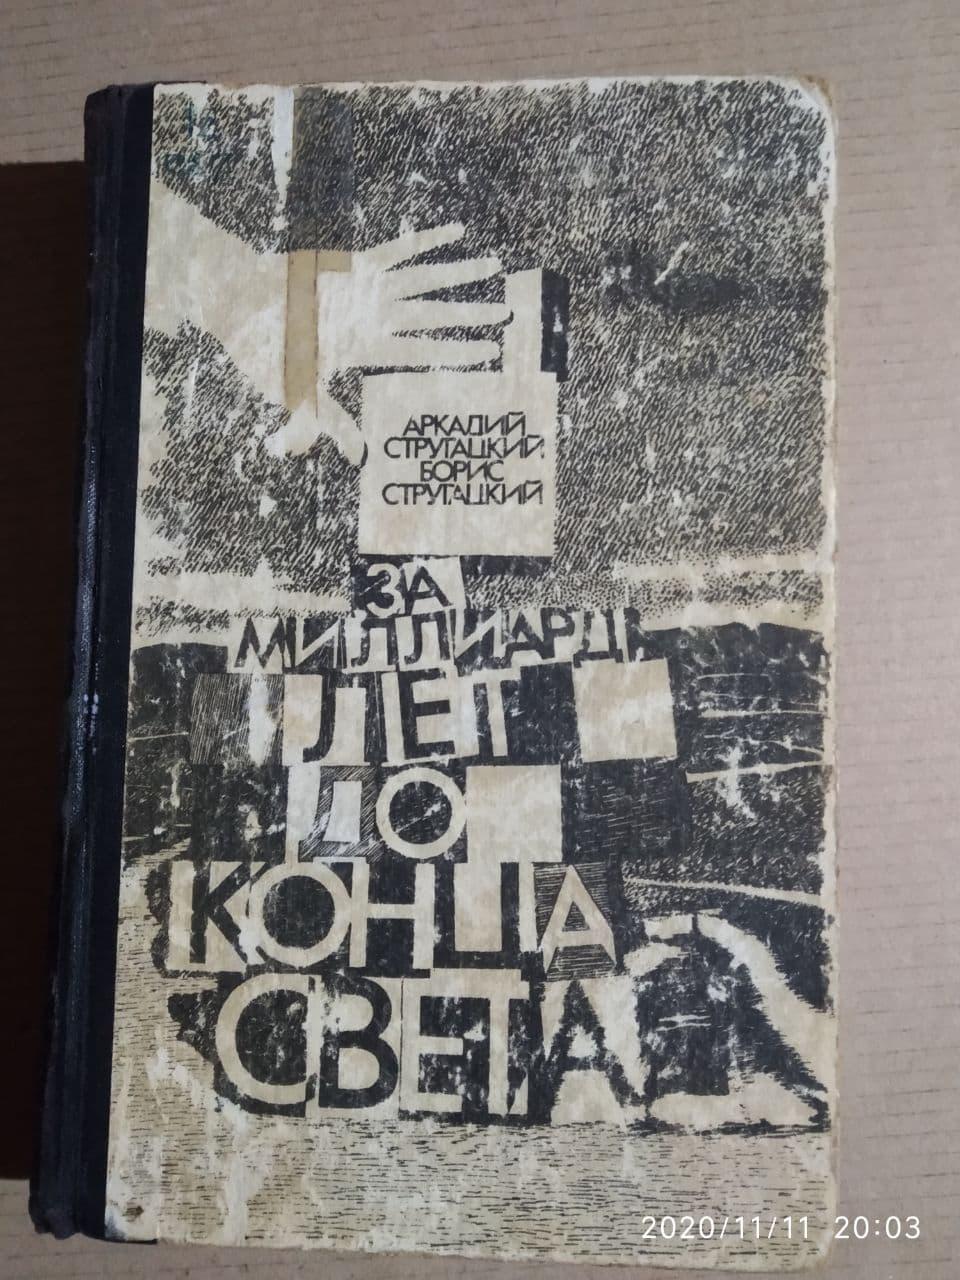 АРКАДИЙ
СТРУГАЦКИЙ
БОРИС
СТРУГАЦКИЙ
ЗА
МИЛЛИАРД
ЛЕТ
ДО
КОНЦА
СВЕТА
2020/11/11 20:03